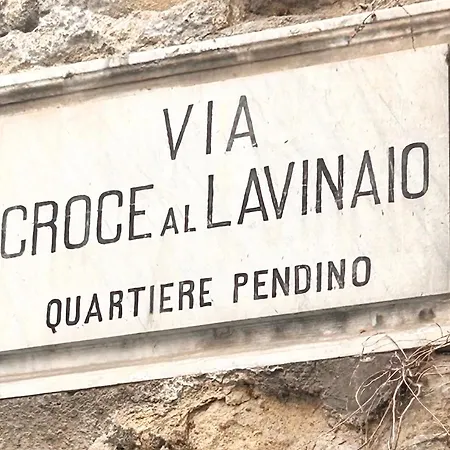 VIA
CROCE AL LAVINAIO
QUARTIERE PENDINO